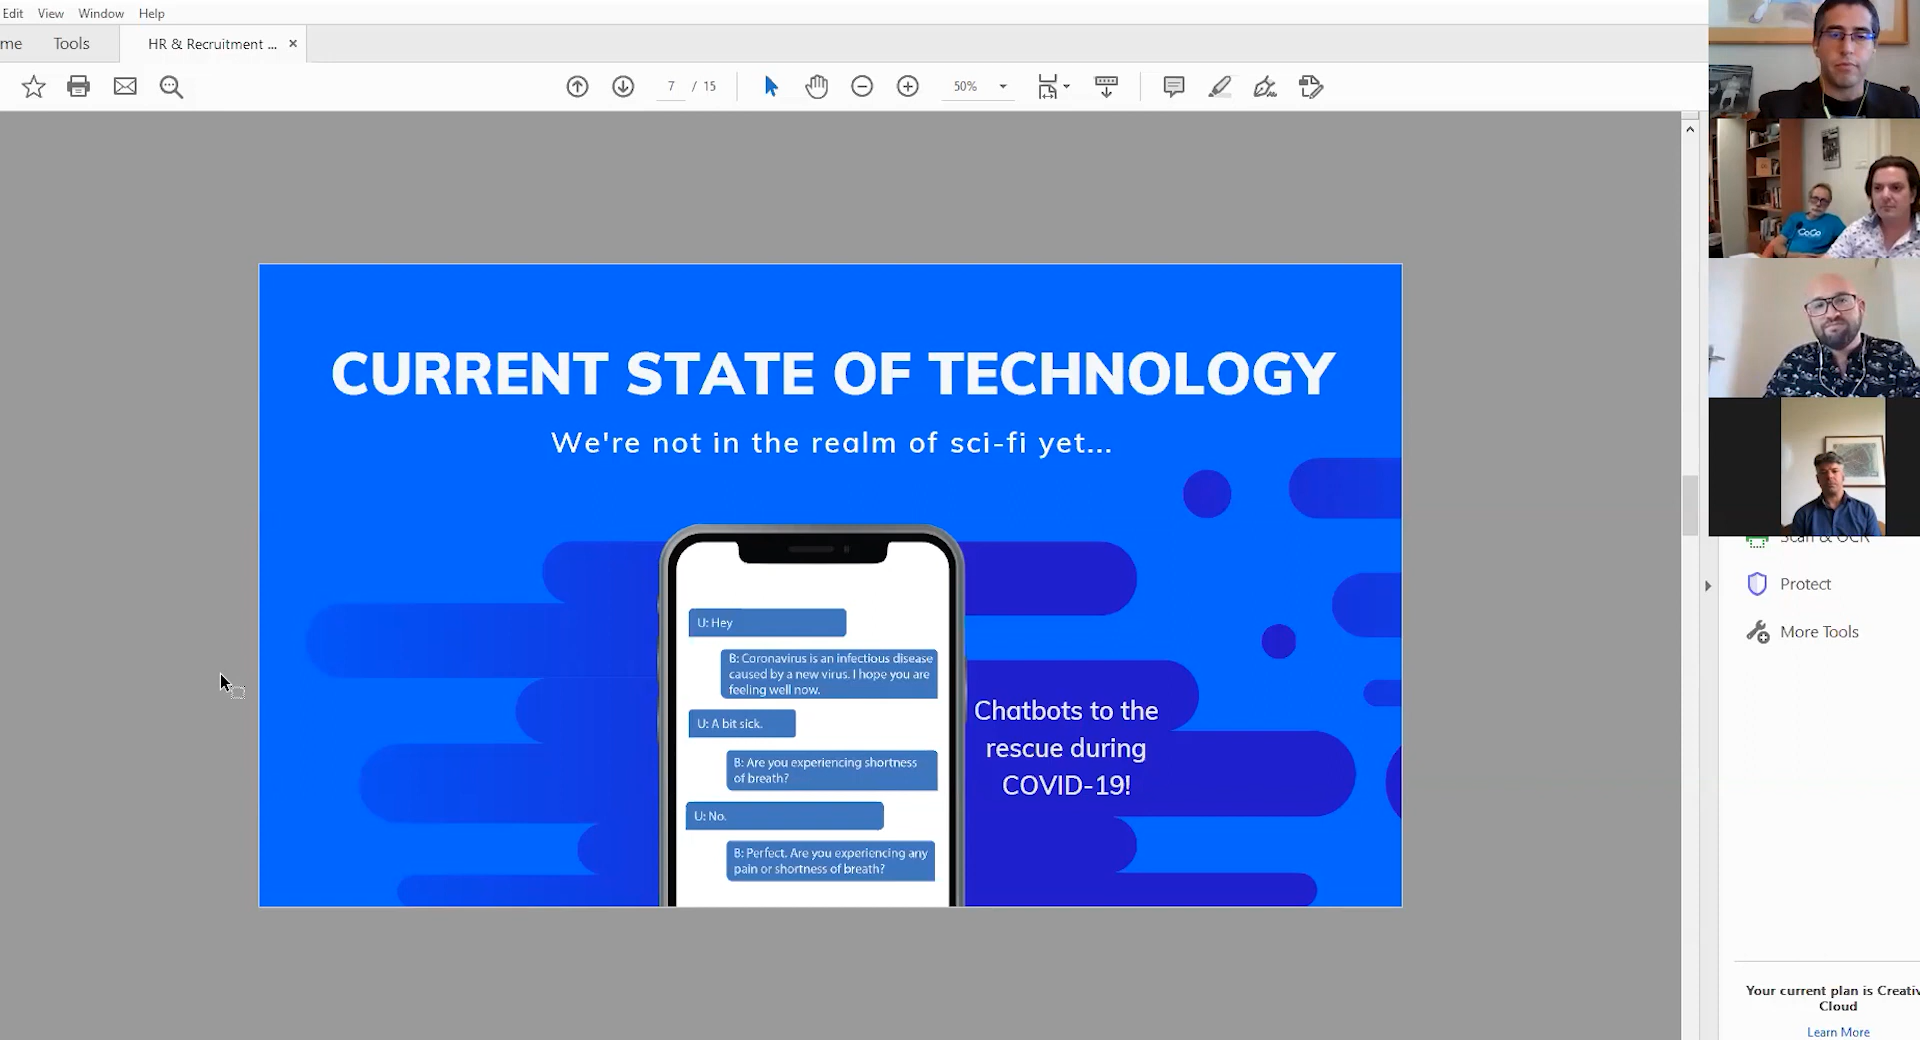 Edit View Window Help
me Tools HR & Recruitment ... ×
7 / 15 50%
CURRENT STATE OF TECHNOLOGY
We're not in the realm of sci-fi yet...
U: Hey
B: Coronavirus is an infectious disease
caused by a new virus. I hope you are
feeling well now.
U: A bit sick.
B: Are you experiencing shortness
of breath?
U: No.
B: Perfect. Are you experiencing any
pain or shortness of breath?
Chatbots to the
rescue during
COVID-19!
CoCo
Scan & OCR
Protect
More Tools
Your current plan is Creativ
Cloud
Learn More